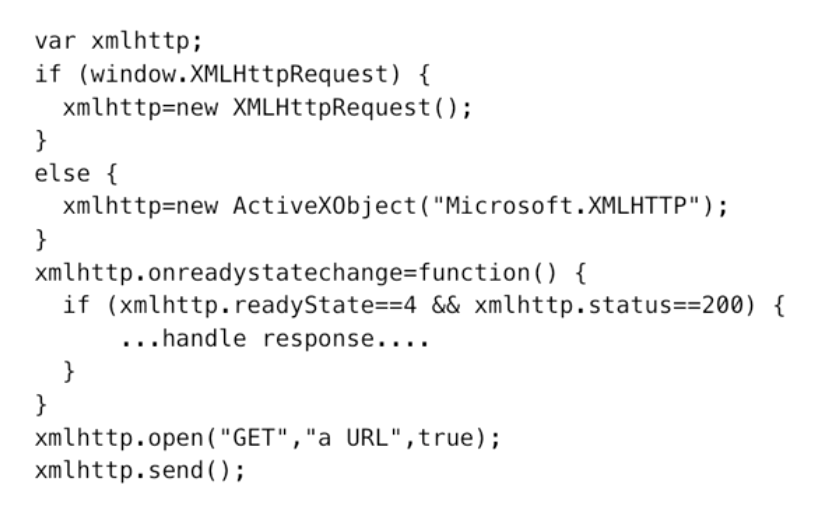 var xmlhttp;
if (window.XMLHttpRequest) {
  xmlhttp=new XMLHttpRequest();
}
else {
  xmlhttp=new ActiveXObject("Microsoft.XMLHTTP");
}
xmlhttp.onreadystatechange=function() {
  if (xmlhttp.readyState==4 && xmlhttp.status==200) {
      ...handle response....
  }
}
xmlhttp.open("GET","a URL",true);
xmlhttp.send();